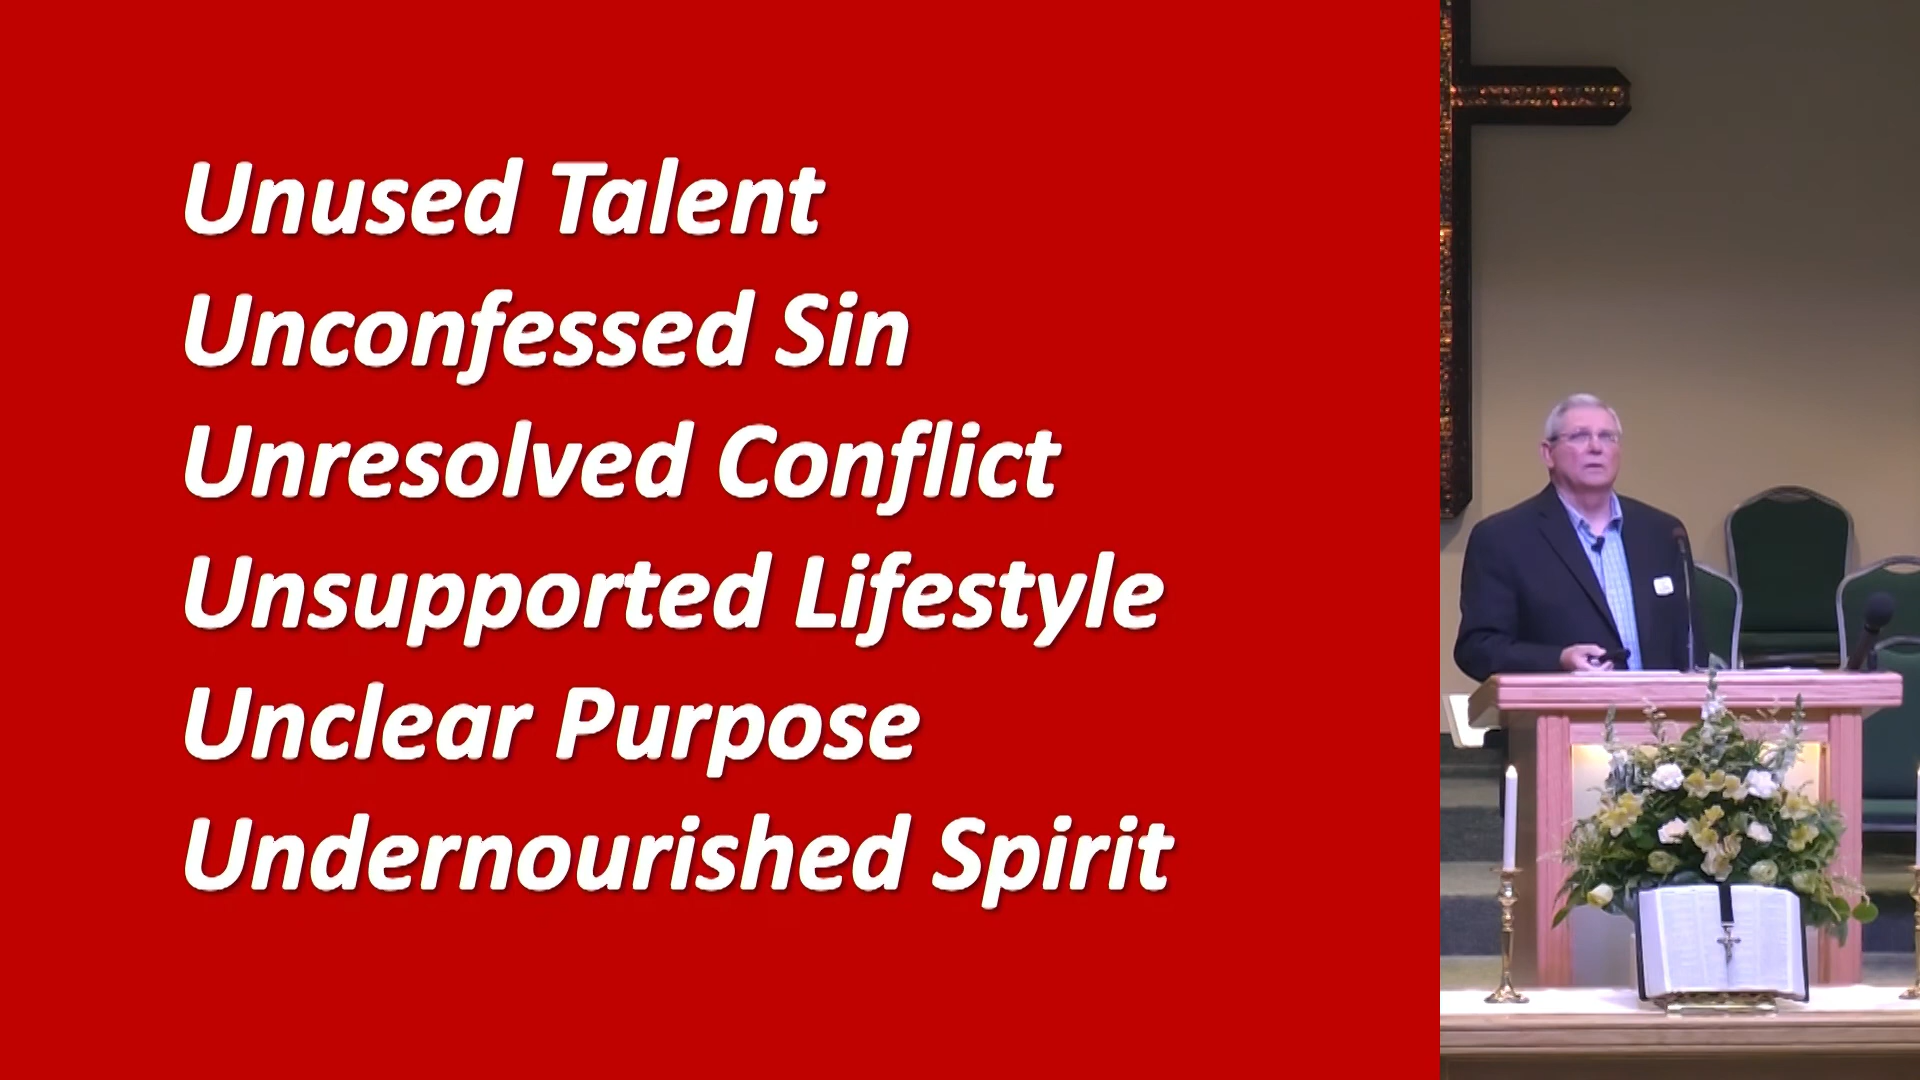 Unused Talent
Unconfessed Sin
Unresolved Conflict
Unsupported Lifestyle
Unclear Purpose
Undernourished Spirit